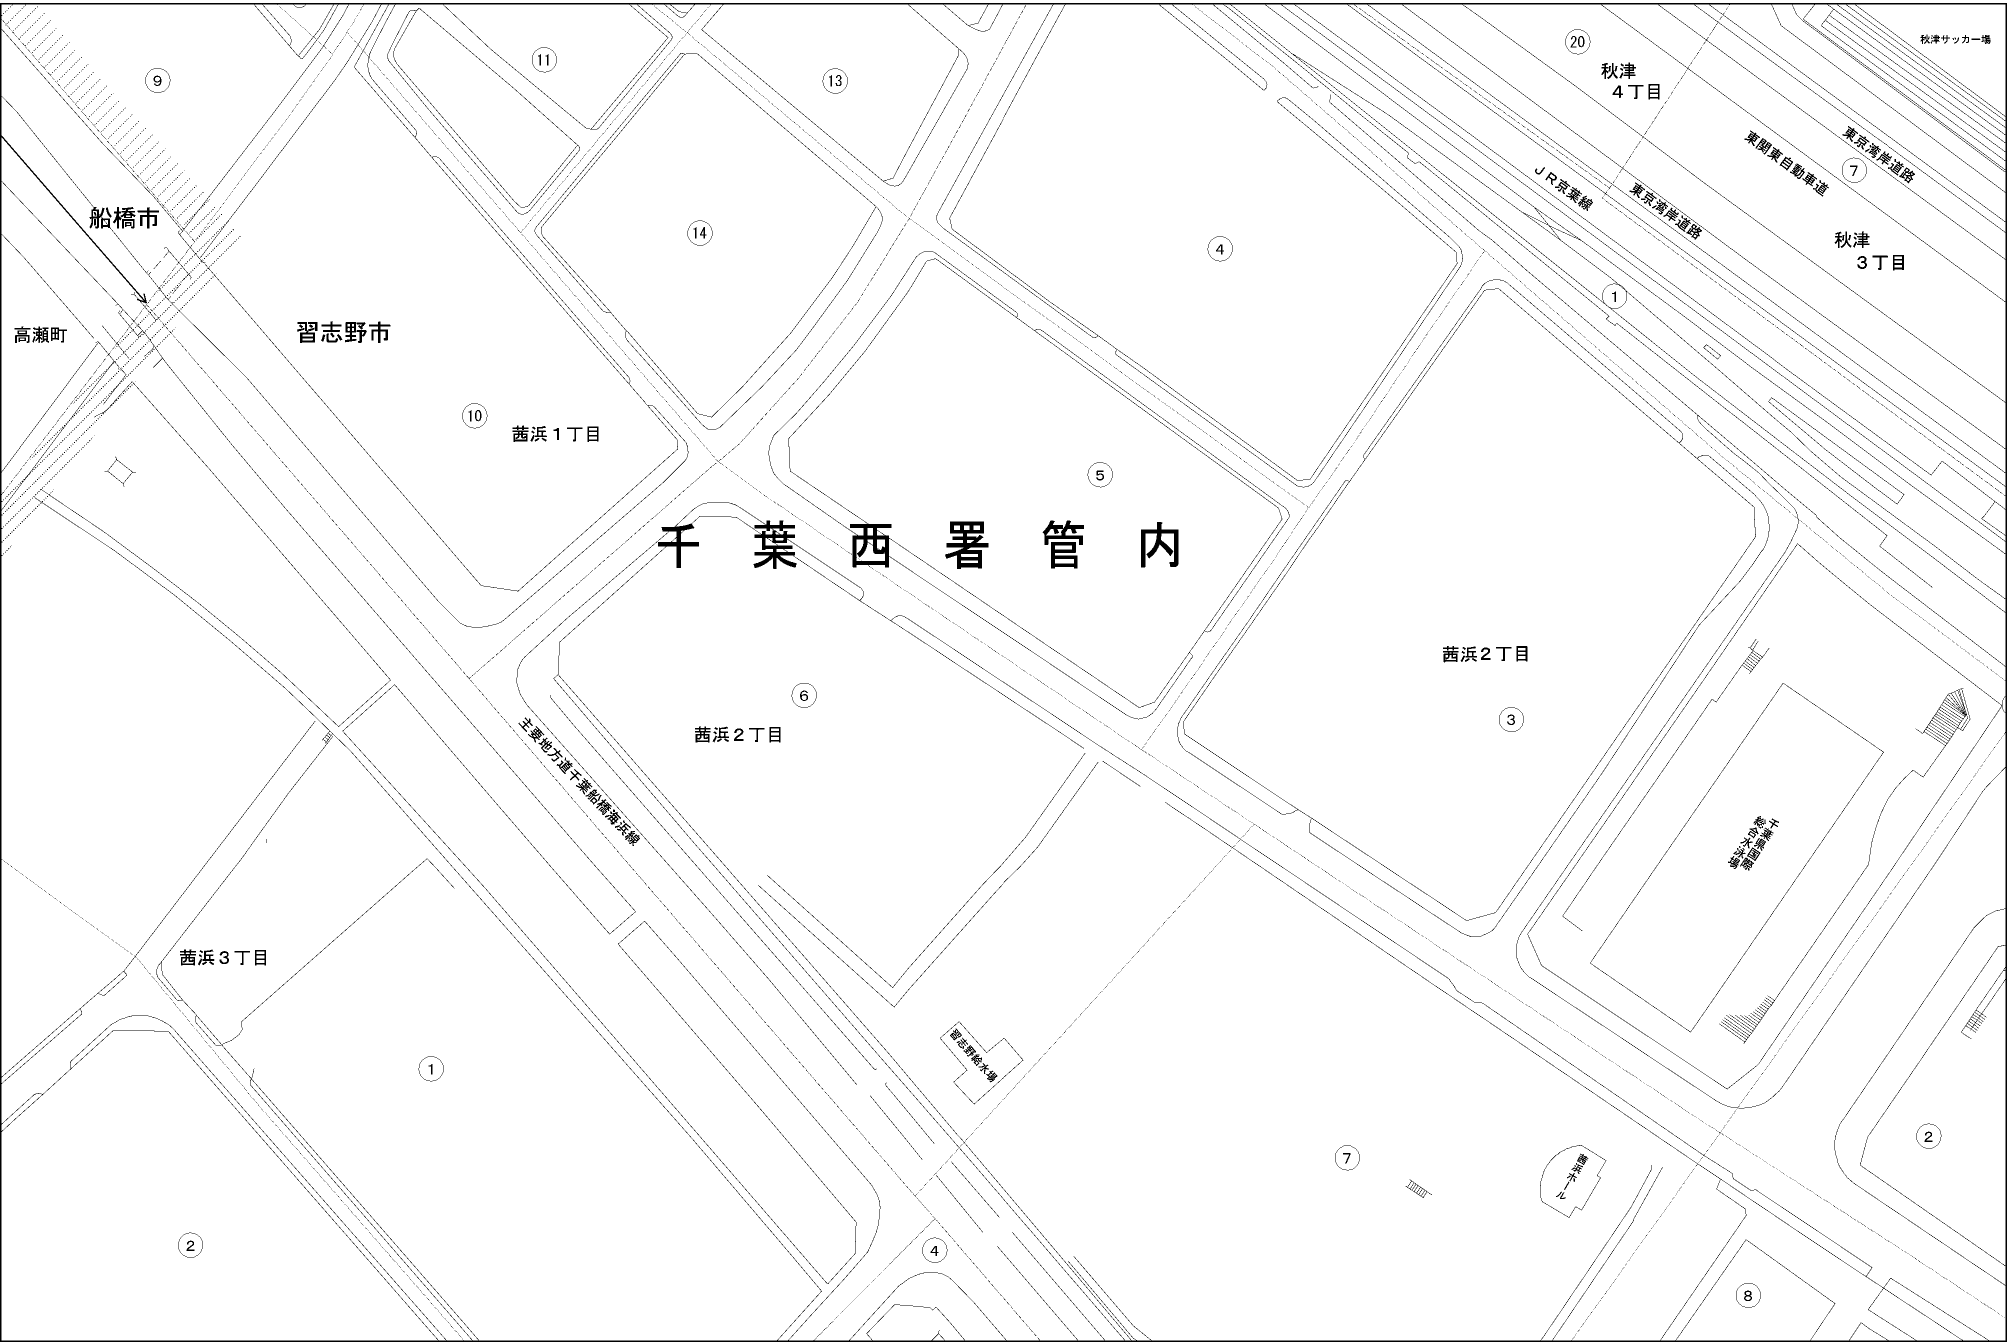 秋津サッカー場
⑳
秋津
４丁目
⑪
⑨
⑬
東京湾岸道路
東関東自動車道
⑦
ＪＲ京葉線
東京湾岸道路
船橋市
⑭
④
秋津
３丁目
①
高瀬町
習志野市
⑩
茜浜１丁目
⑤
千葉西署管内
茜浜２丁目
⑥
③
茜浜２丁目
主要地方道千葉船橋海浜線
千葉県国際
総合水泳場
茜浜３丁目
①
習志野給水場
②
⑦
茜浜ホール
②
④
⑧